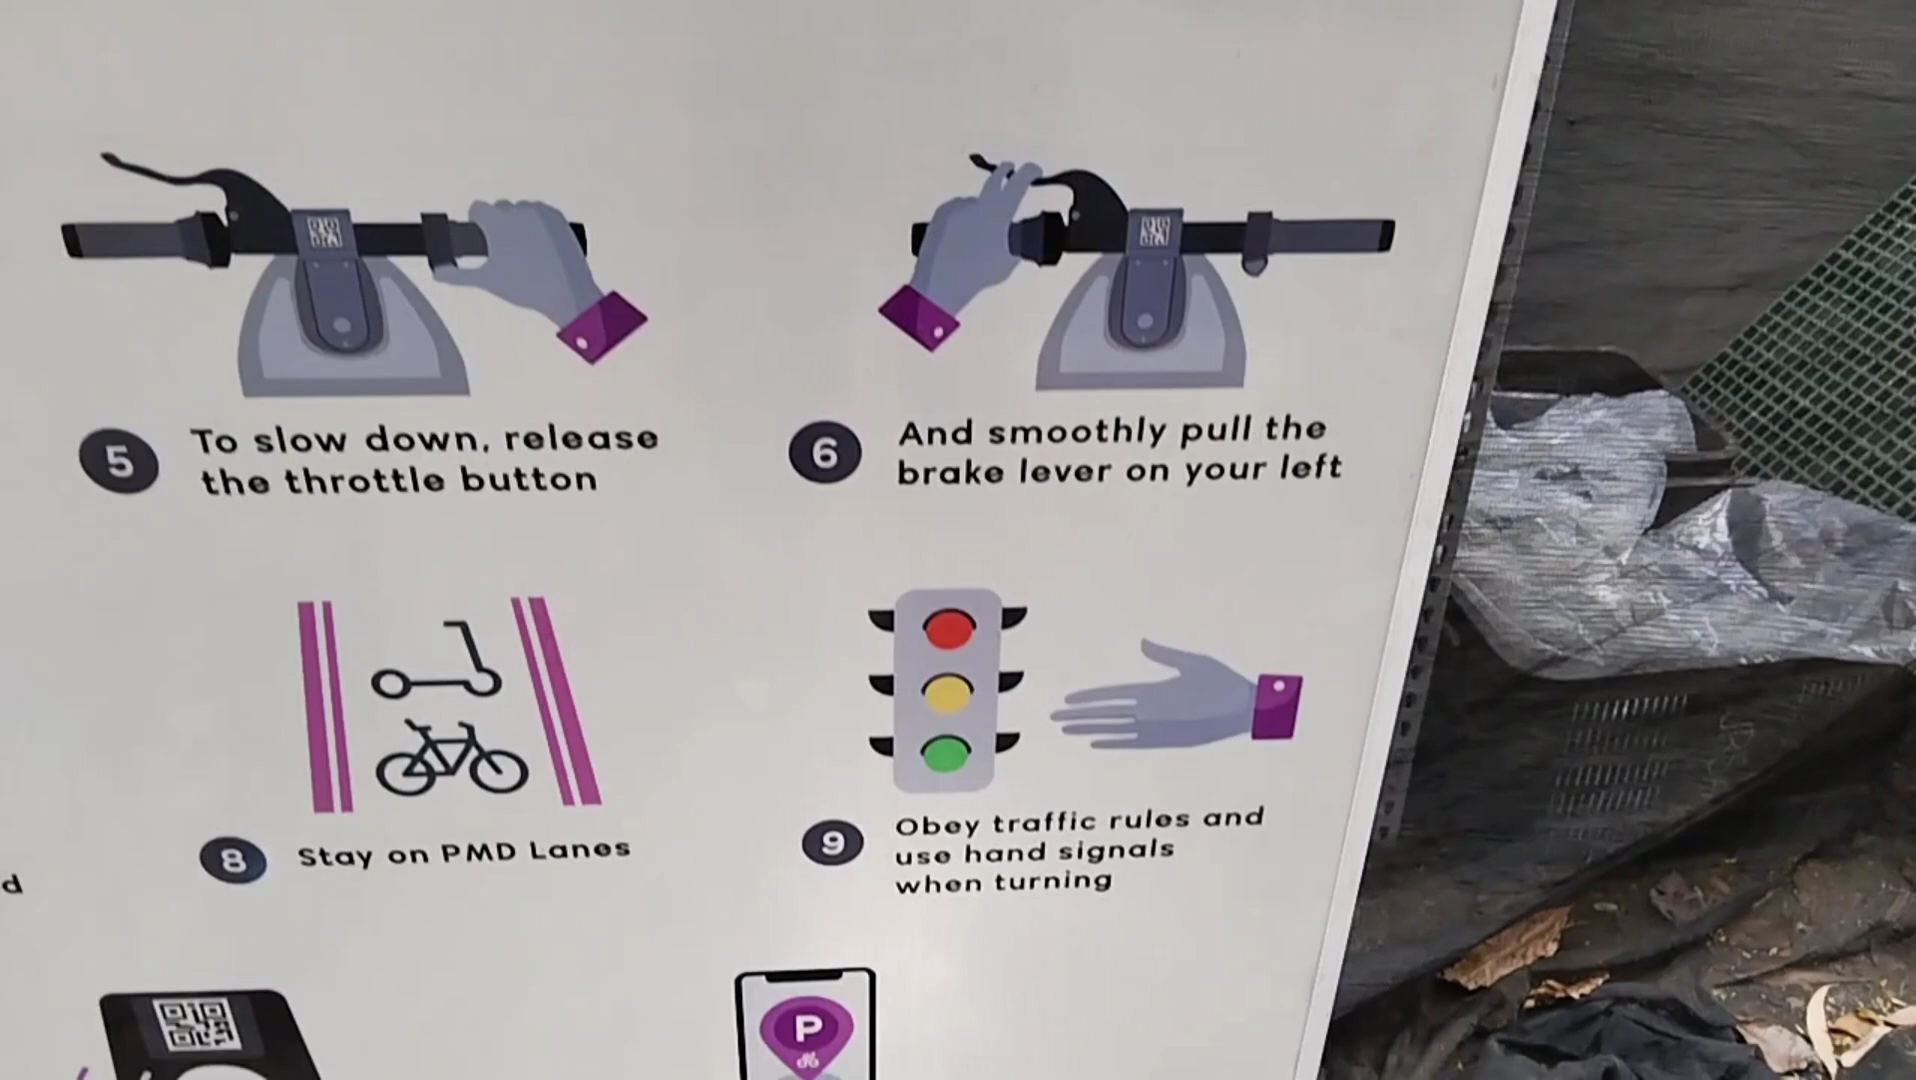 5
To slow down, release
the throttle button
6
And smoothly pull the
brake lever on your left
8
Stay on PMD Lanes
9
Obey traffic rules and
use hand signals
when turning
d
P